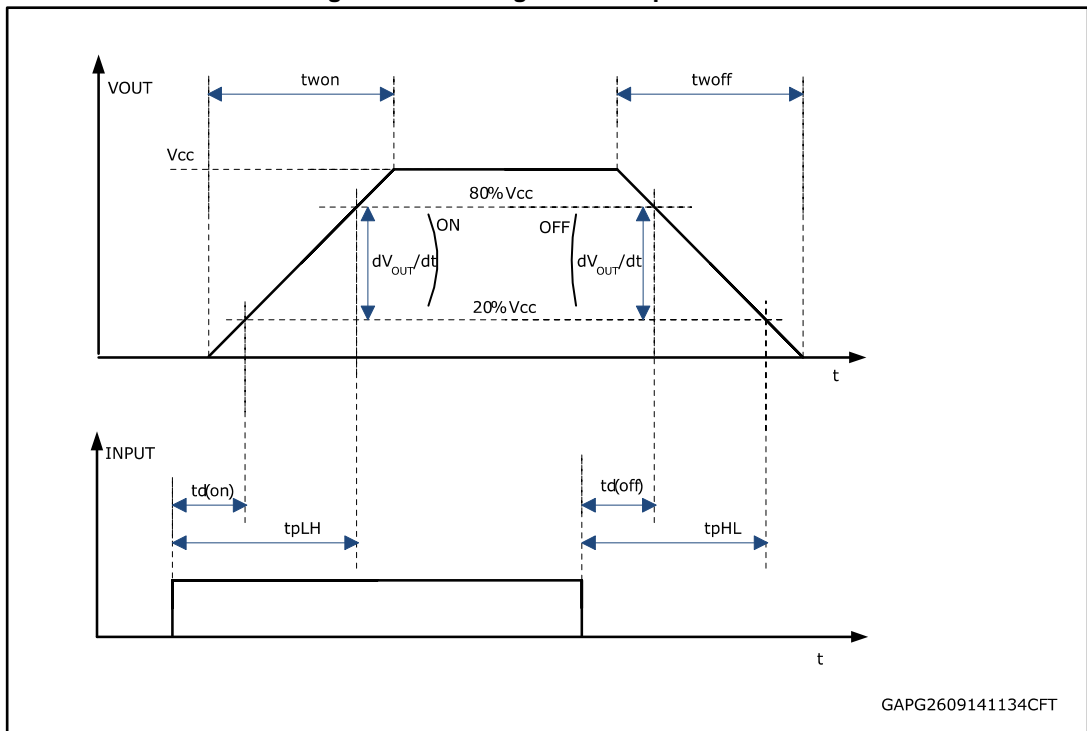 twon
twoff
VOUT
Vcc
80% Vcc
ON
OFF
dVOUT/dt
dVOUT/dt
20% Vcc
t
INPUT
td(on)
td(off)
tpLH
tpHL
t
GAPG2609141134CFT